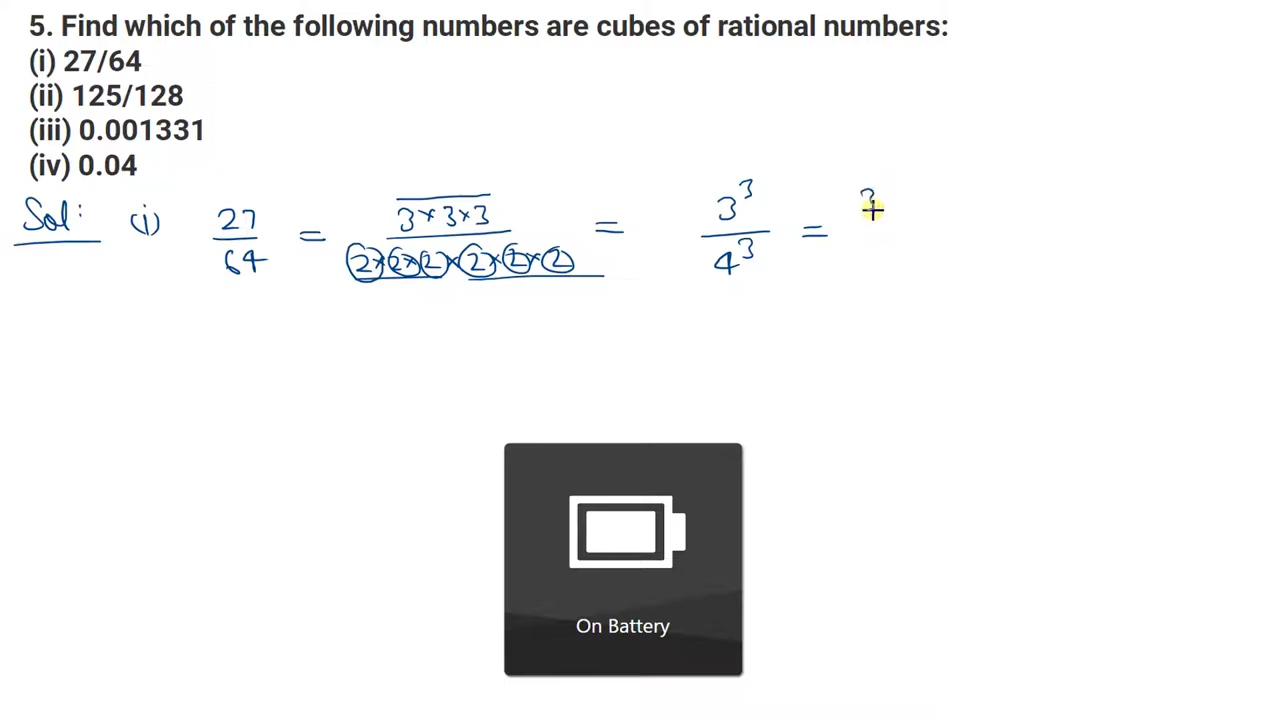 5. Find which of the following numbers are cubes of rational numbers:
(i) 27/64
(ii) 125/128
(iii) 0.001331
(iv) 0.04
Sol: (i) 27/64 = 3×3×3/2×2×2×2×2×2 = 3³/4³ =
On Battery